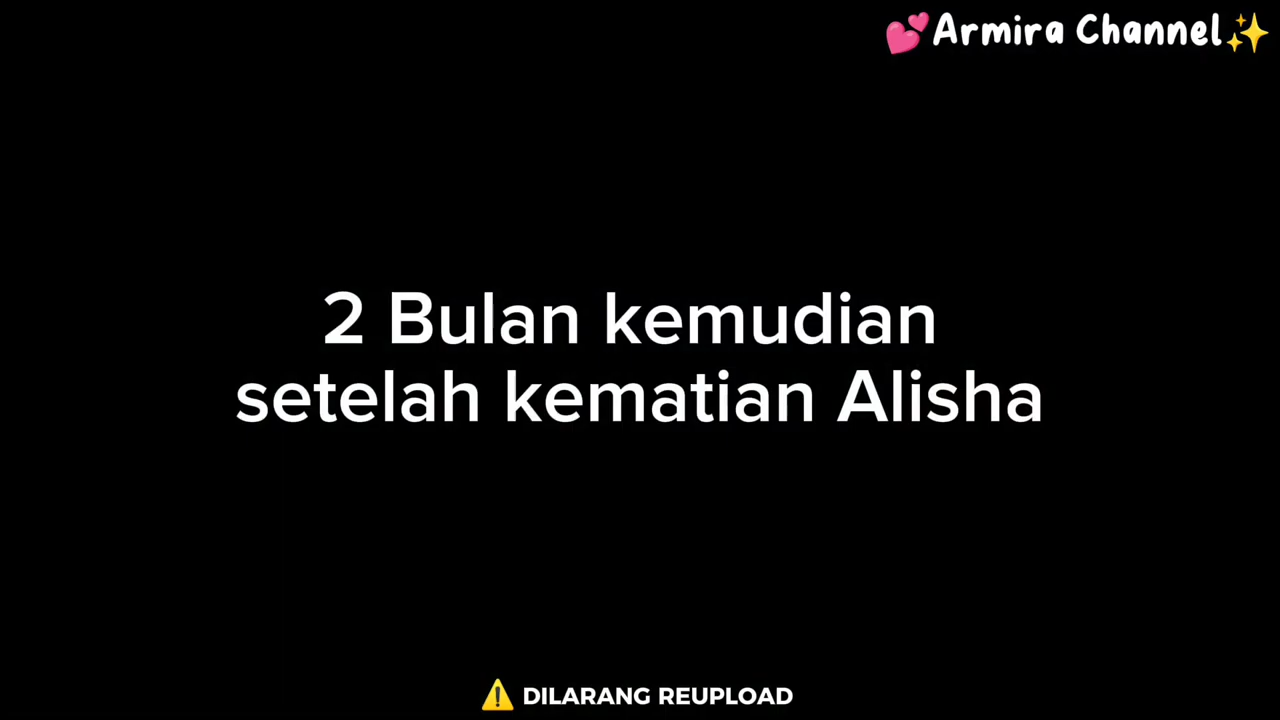 💕Armira Channel✨
2 Bulan kemudian
setelah kematian Alisha
⚠️ DILARANG REUPLOAD